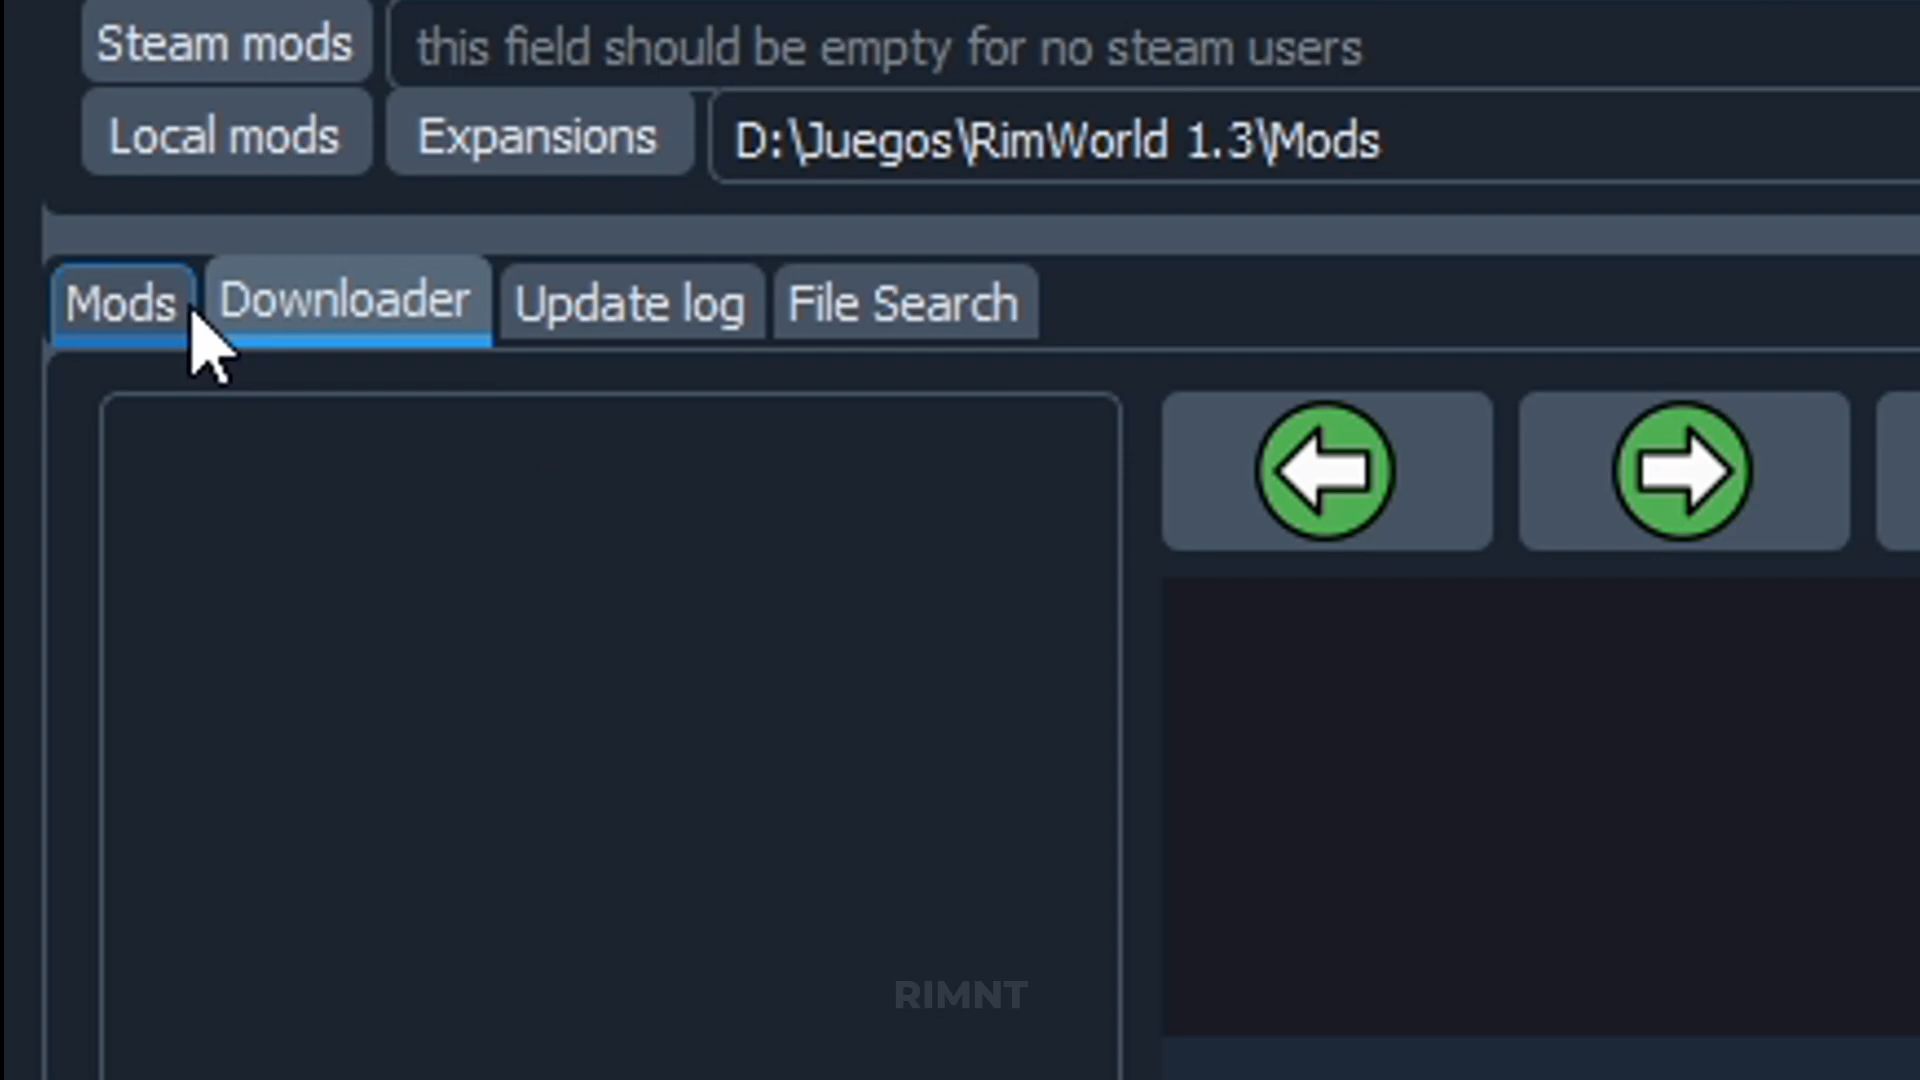 Steam mods this field should be empty for no steam users
Local mods Expansions D:\Juegos\RimWorld 1.3\Mods
Mods Downloader Update log File Search
RIMNT